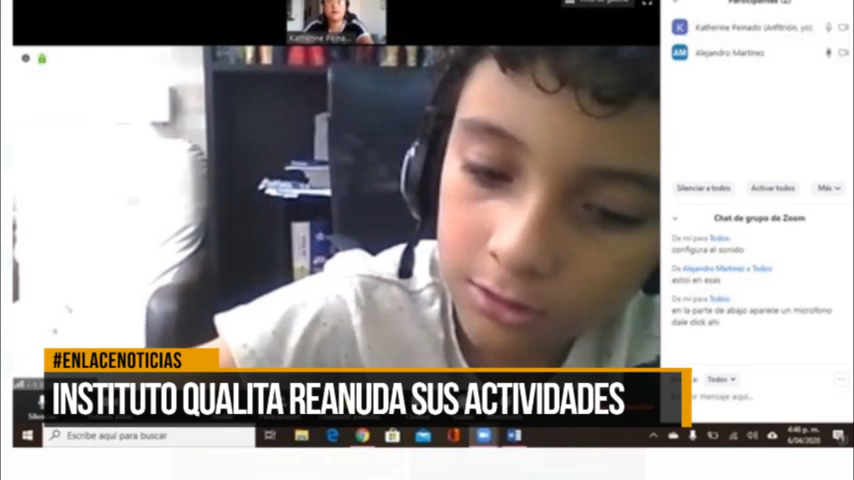 Participantes (2)
Katherine Peina...
K Katherine Peinado (Anfitrión, yo)
AM Alejandro Martinez
Silenciar a todos Activar todos Más
Chat de grupo de Zoom
De mí para Todos:
configura el sonido
De Alejandro Martinez a Todos
estoi en esas
De mí para Todos:
en la parte de abajo aparece un microfono
dale click ahi
#ENLACENOTICIAS
Todos
INSTITUTO QUALITA REANUDA SUS ACTIVIDADES
mensaje aquí...
Escribe aquí para buscar
4:46 p. m.
6/04/2020